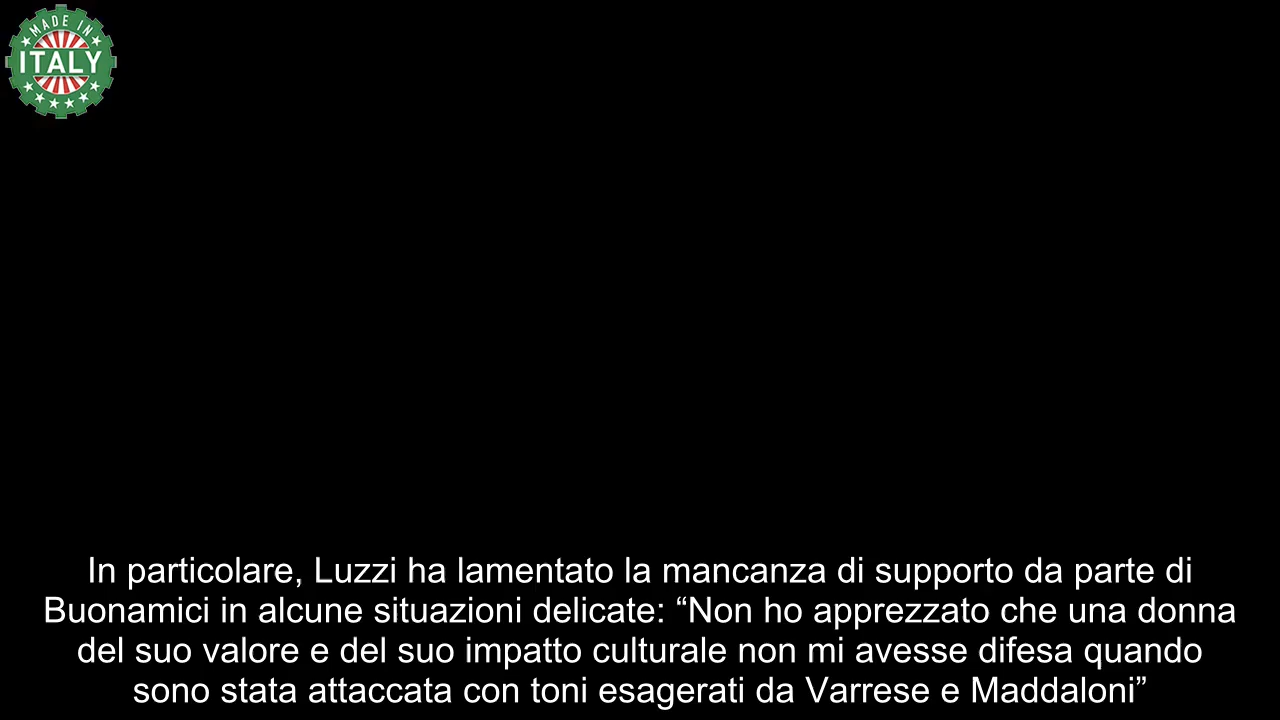 MADE IN
ITALY
In particolare, Luzzi ha lamentato la mancanza di supporto da parte di
Buonamici in alcune situazioni delicate: “Non ho apprezzato che una donna
del suo valore e del suo impatto culturale non mi avesse difesa quando
sono stata attaccata con toni esagerati da Varrese e Maddaloni”